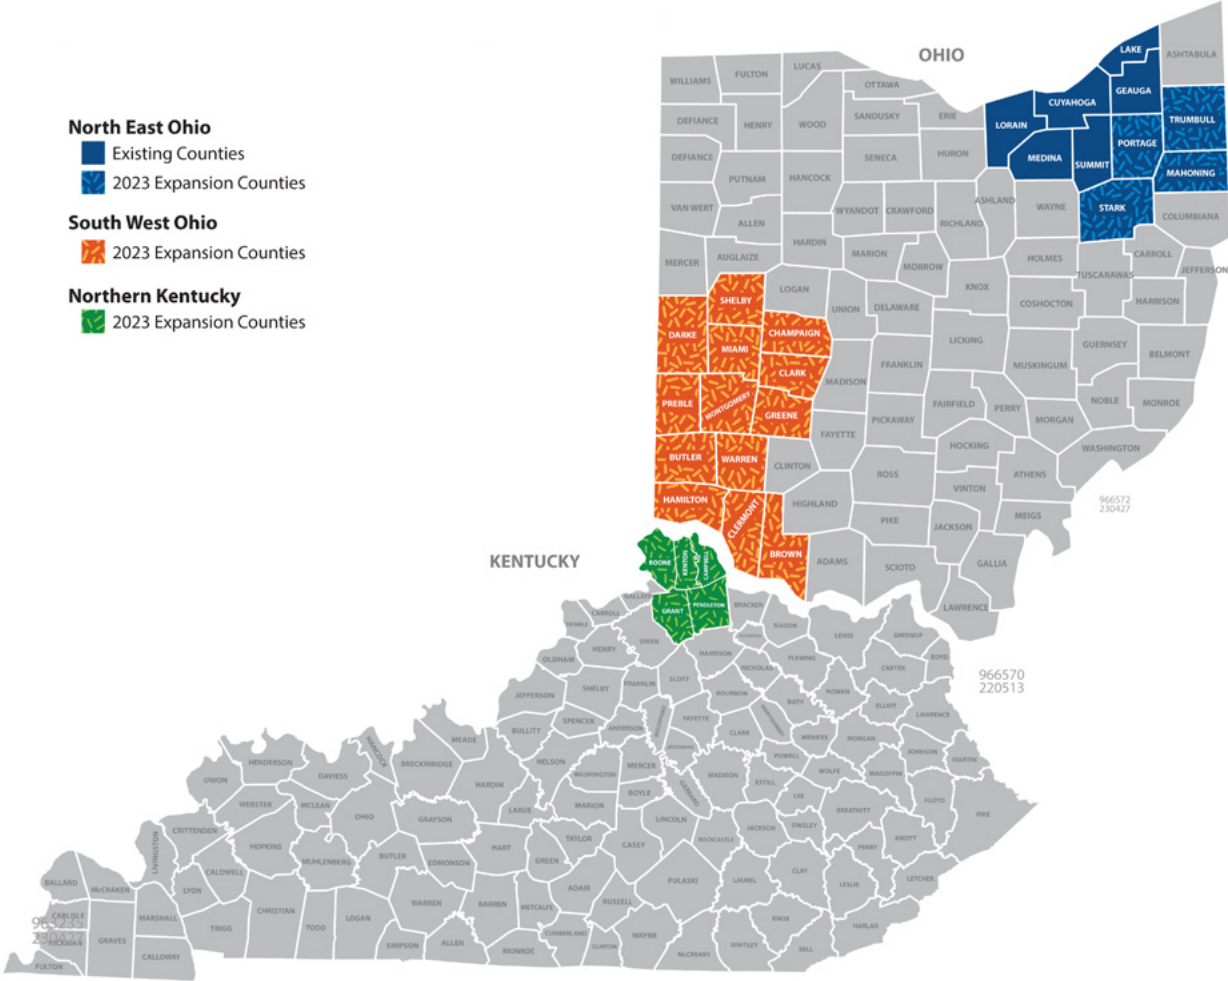 OHIO
North East Ohio
Existing Counties
2023 Expansion Counties
South West Ohio
2023 Expansion Counties
Northern Kentucky
2023 Expansion Counties
LAKE
ASHTABULA
LUCAS
WILLIAMS
FULTON
OTTAWA
GEAUGA
CUYAHOGA
DEFIANCE
HENRY
WOOD
SANDUSKY
ERIE
LORAIN
TRUMBULL
PORTAGE
DEFIANCE
SENECA
HURON
MEDINA
SUMMIT
MAHONING
PUTNAM
HANCOCK
VAN WERT
ALLEN
WYANDOT
CRAWFORD
RICHLAND
ASHLAND
WAYNE
STARK
COLUMBIANA
HARDIN
MERCER
AUGLAIZE
MARION
MORROW
HOLMES
CARROLL
TUSCARAWAS
JEFFERSON
SHELBY
LOGAN
UNION
DELAWARE
KNOX
COSHOCTON
HARRISON
DARKE
MIAMI
CHAMPAIGN
LICKING
GUERNSEY
BELMONT
CLARK
MADISON
FRANKLIN
MUSKINGUM
PREBLE
MONTGOMERY
GREENE
FAIRFIELD
PERRY
NOBLE
MONROE
PICKAWAY
MORGAN
FAYETTE
BUTLER
WARREN
CLINTON
HOCKING
WASHINGTON
ROSS
ATHENS
HAMILTON
CLERMONT
HIGHLAND
VINTON
966572
230427
PIKE
JACKSON
MEIGS
BROWN
ADAMS
SCIOTO
GALLIA
LAWRENCE
KENTUCKY
BOONE
KENTON
CAMPBELL
GRANT
PENDLETON
BRACKEN
CARROLL
TRIMBLE
MASON
LEWIS
GREENUP
OWEN
HENRY
HARRISON
OLDHAM
FLEMING
BOYD
NICHOLAS
CARTER
966570
220513
JEFFERSON
SHELBY
FRANKLIN
SCOTT
BOURBON
BATH
ROWAN
ELLIOT
LAWRENCE
SPENCER
BULLITT
ANDERSON
WOODFORD
FAYETTE
CLARK
MONTGOMERY
MENIFEE
MORGAN
JOHNSON
MARTIN
HANCOCK
MEADE
BRECKINRIDGE
NELSON
WASHINGTON
MERCER
MADISON
POWELL
ESTILL
WOLFE
MAGOFFIN
UNION
HENDERSON
DAVIESS
HARDIN
BOYLE
GARRARD
LEE
FLOYD
PIKE
WEBSTER
MCLEAN
OHIO
GRAYSON
LARUE
MARION
LINCOLN
BREATHITT
CRITTENDEN
HOPKINS
MUHLENBERG
BUTLER
EDMONSON
HART
GREEN
TAYLOR
CASEY
ROCKCASTLE
JACKSON
OWSLEY
PERRY
KNOTT
LIVINGSTON
CALDWELL
LYON
BALLARD
McCRAKEN
ADAIR
PULASKI
LAUREL
CLAY
LESLIE
LETCHER
CARLISLE
MARSHALL
TRIGG
CHRISTIAN
TODD
LOGAN
WARREN
BARREN
METCALFE
RUSSELL
KNOX
HARLAN
963235
230427
HICKMAN
GRAVES
CALLOWAY
SIMPSON
ALLEN
MONROE
CUMBERLAND
CLINTON
WAYNE
McCREARY
WHITLEY
BELL
FULTON